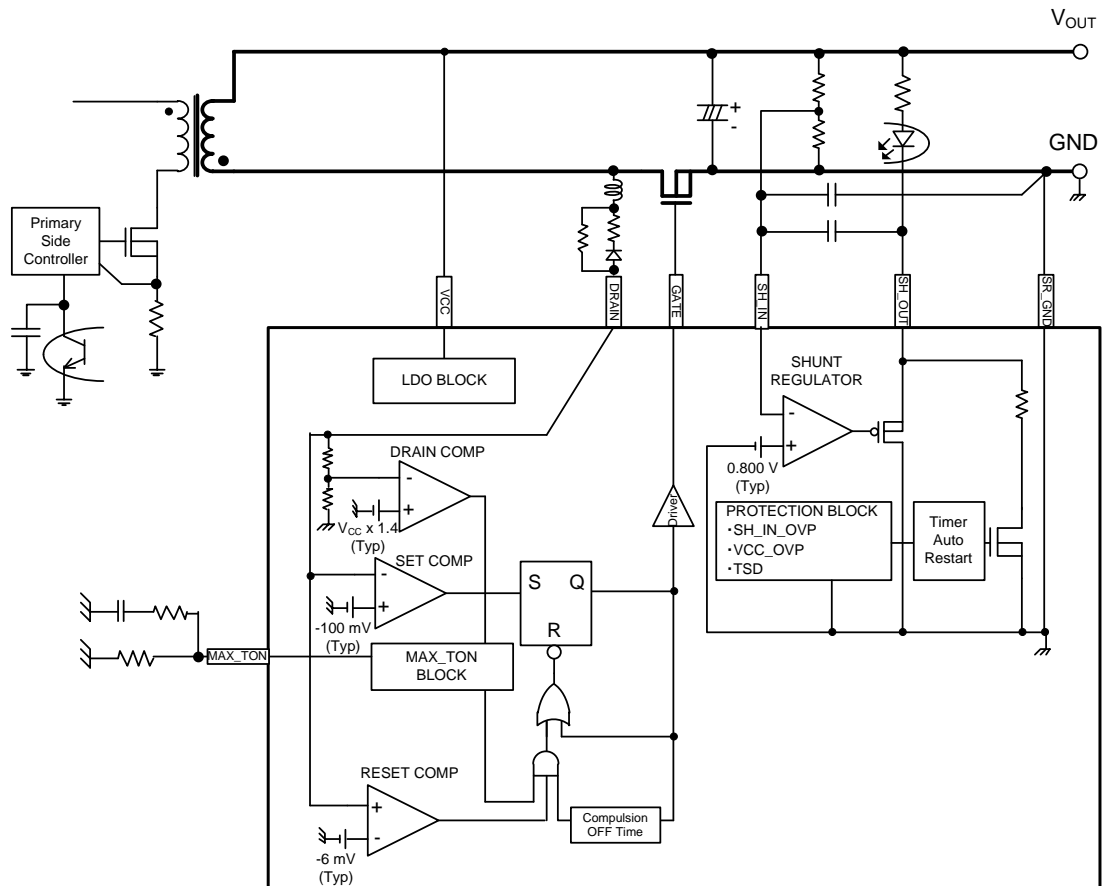 V_OUT
+
-
GND
Primary
Side
Controller
VCC
DRAIN
GATE
SH_IN
SH_OUT
SR_GND
LDO BLOCK
SHUNT
REGULATOR
-
+
0.800 V
(Typ)
DRAIN COMP
-
+
V_CC x 1.4
(Typ)
Driver
PROTECTION BLOCK
・SH_IN_OVP
・VCC_OVP
・TSD
Timer
Auto
Restart
SET COMP
-
+
-100 mV
(Typ)
S Q
R
MAX_TON
MAX_TON
BLOCK
RESET COMP
+
-
-6 mV
(Typ)
Compulsion
OFF Time